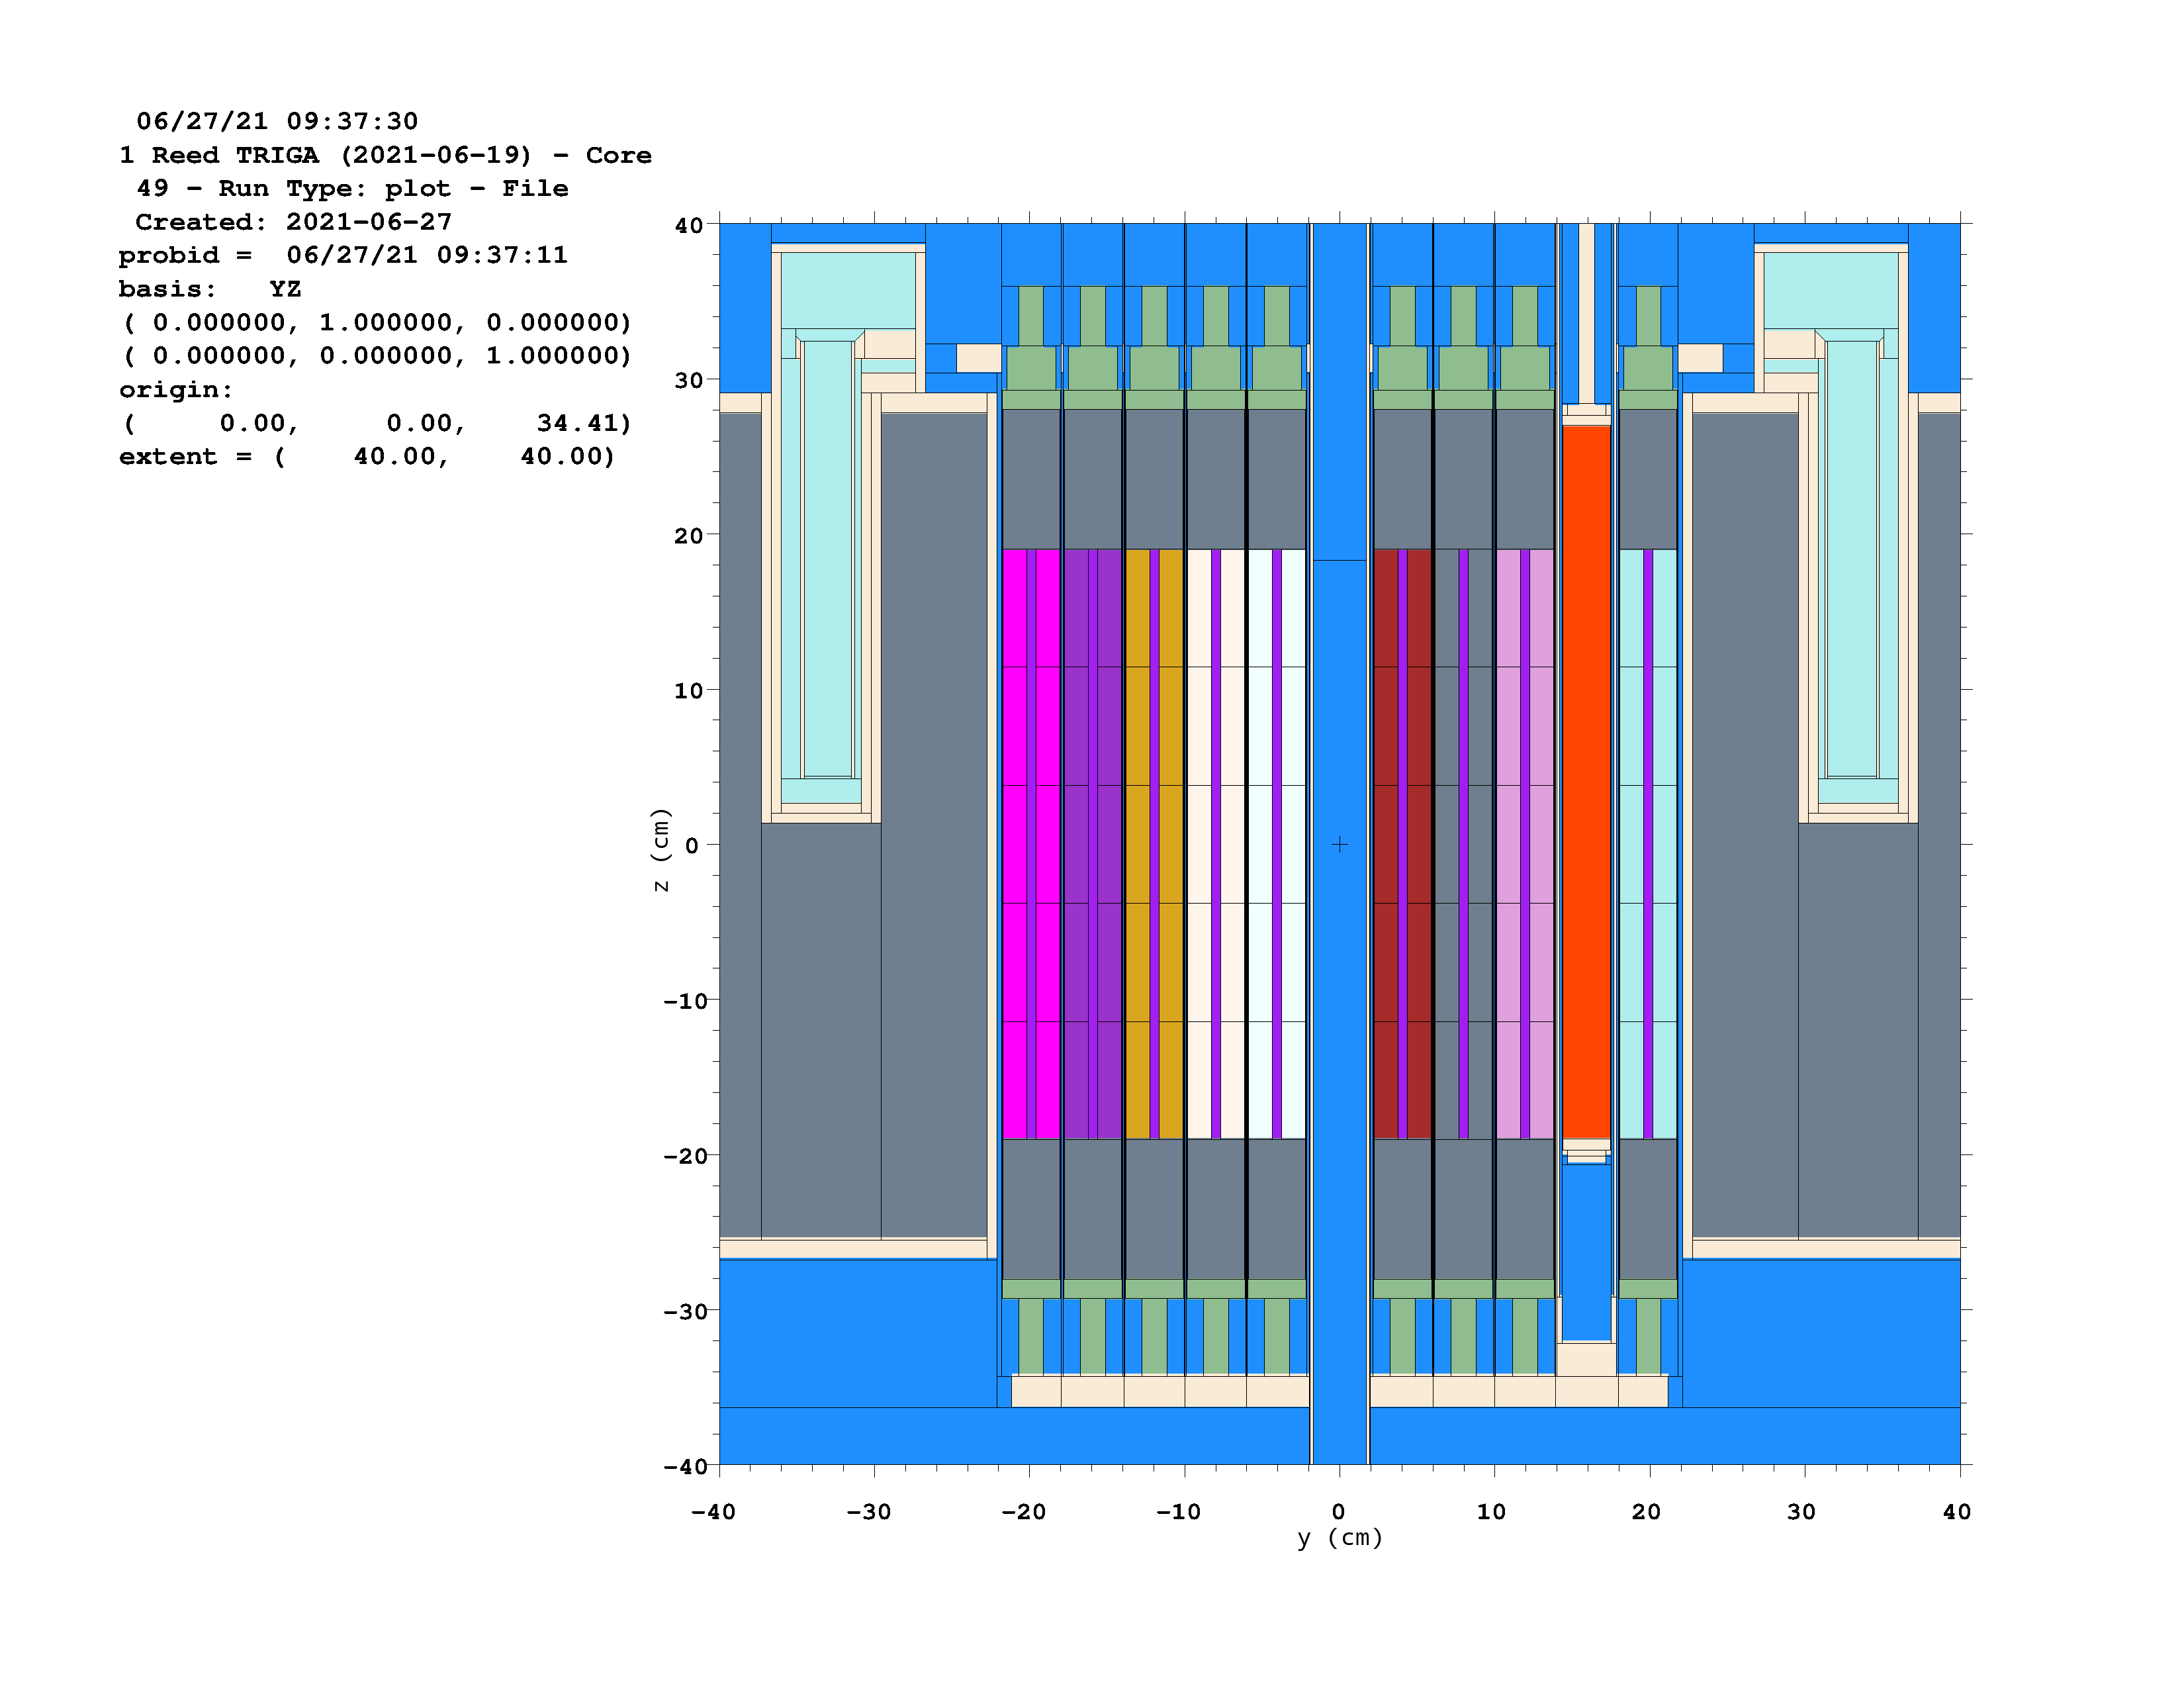 06/27/21 09:37:30
1 Reed TRIGA (2021-06-19) - Core
49 - Run Type: plot - File
Created: 2021-06-27
probid =  06/27/21 09:37:11
basis:   YZ
( 0.000000, 1.000000, 0.000000)
( 0.000000, 0.000000, 1.000000)
origin:
(     0.00,     0.00,    34.41)
extent = (    40.00,    40.00)
40
30
20
10
0
-10
-20
-30
-40
z (cm)
-40 -30 -20 -10 0 10 20 30 40
y (cm)